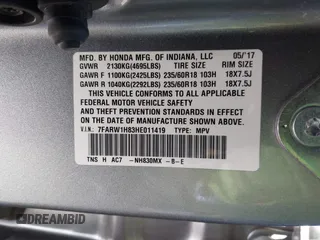 MFD. BY HONDA MFG. OF INDIANA, LLC 05/'17
GVWR 2130KG(4695LBS) TIRE SIZE RIM SIZE
GAWR F 1100KG(2425LBS) 235/60R18 103H 18X7.5J
GAWR R 1040KG(2292LBS) 235/60R18 103H 18X7.5J
THIS VEHICLE CONFORMS TO ALL APPLICABLE
FEDERAL MOTOR VEHICLE SAFETY, BUMPER,
AND THEFT PREVENTION STANDARDS IN EFFECT
ON THE DATE OF MANUFACTURE SHOWN ABOVE.
V.I.N: 7FARW1H83HE011419 TYPE: MPV
TNS H AC7 -NH830MX -B-E
DREAMBID